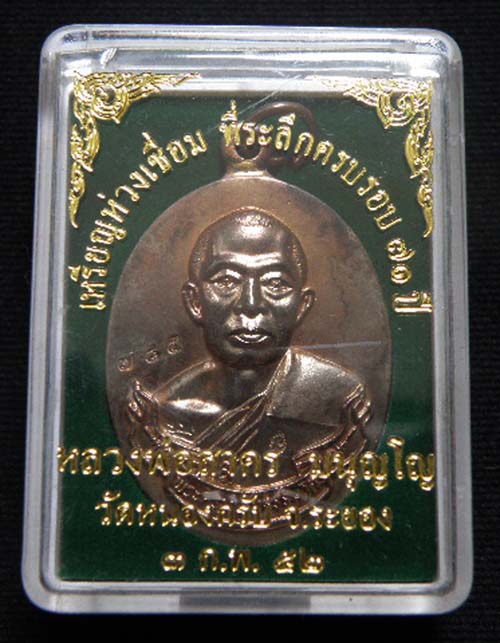 เหรียญห่วงเชื่อม ที่ระลึกครบรอบ ๗๑ ปี
หลวงพ่อสาคร มนุญโญ
วัดหนองกรับ จ.ระยอง
๓ ก.พ. ๕๒